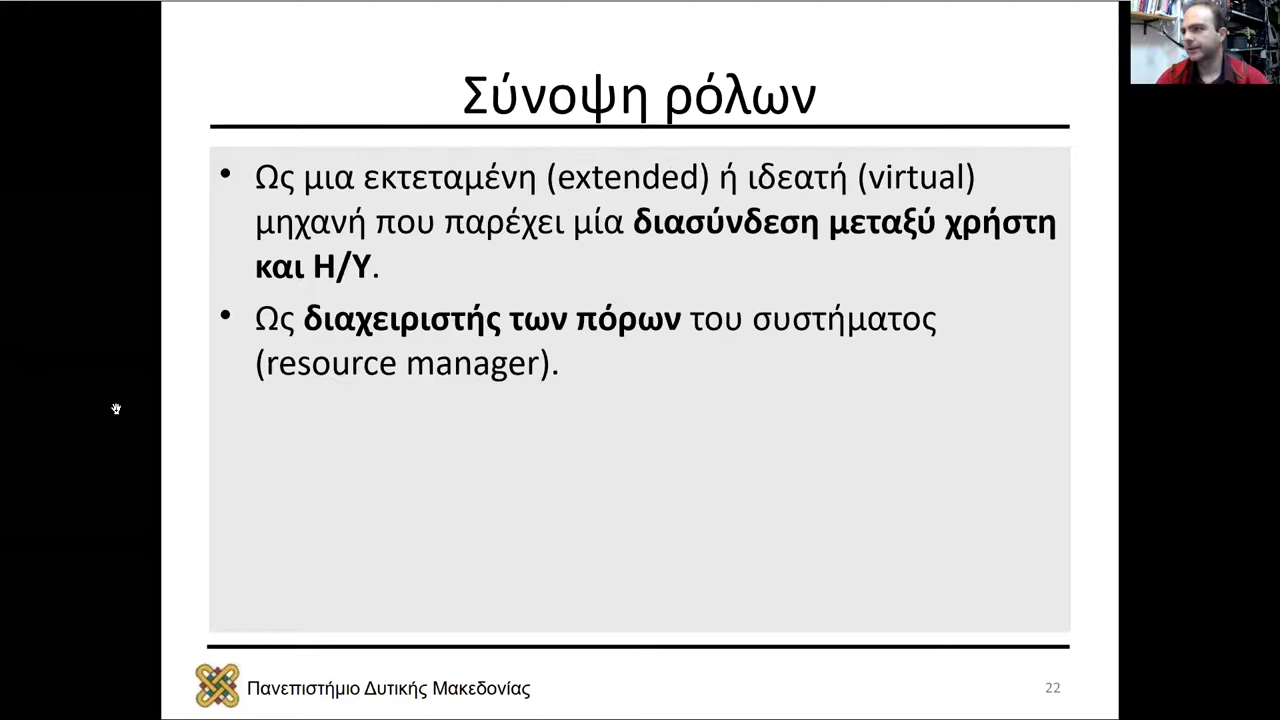 Σύνοψη ρόλων
• Ως μια εκτεταμένη (extended) ή ιδεατή (virtual)
μηχανή που παρέχει μία διασύνδεση μεταξύ χρήστη
και Η/Υ.
• Ως διαχειριστής των πόρων του συστήματος
(resource manager).
Πανεπιστήμιο Δυτικής Μακεδονίας
22